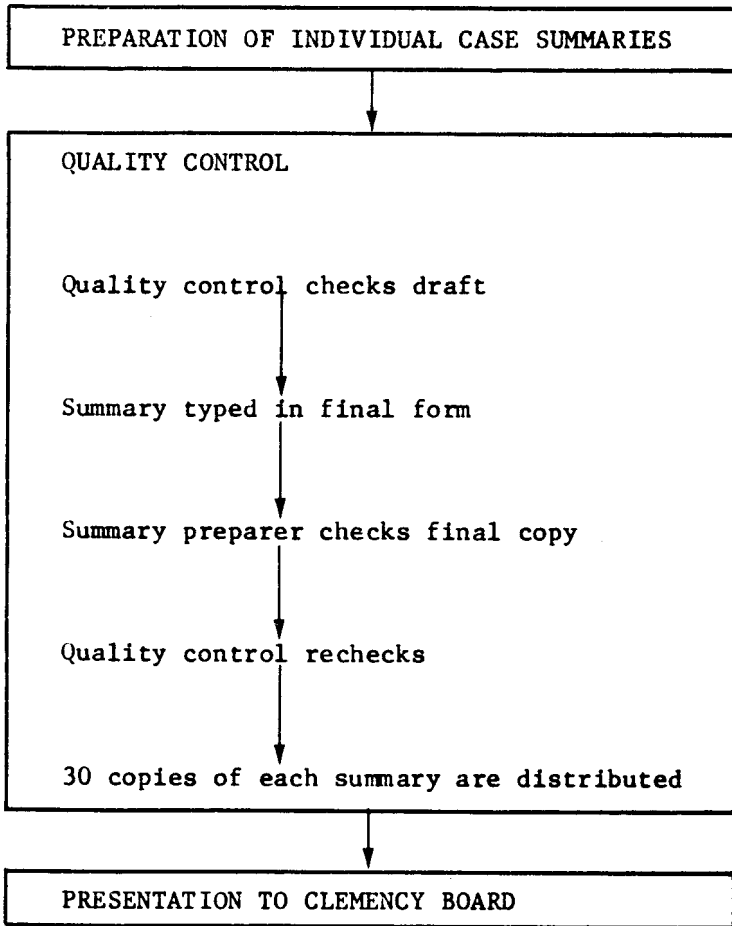 PREPARATION OF INDIVIDUAL CASE SUMMARIES
QUALITY CONTROL
Quality control checks draft
Summary typed in final form
Summary preparer checks final copy
Quality control rechecks
30 copies of each summary are distributed
PRESENTATION TO CLEMENCY BOARD